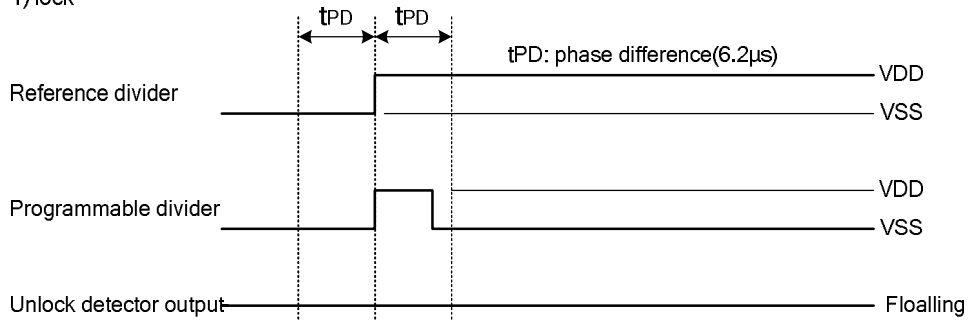 1) lock
tPD tPD
tPD: phase difference(6.2µs)
Reference divider
VDD
VSS
Programmable divider
VDD
VSS
Unlock detector output
Floalling